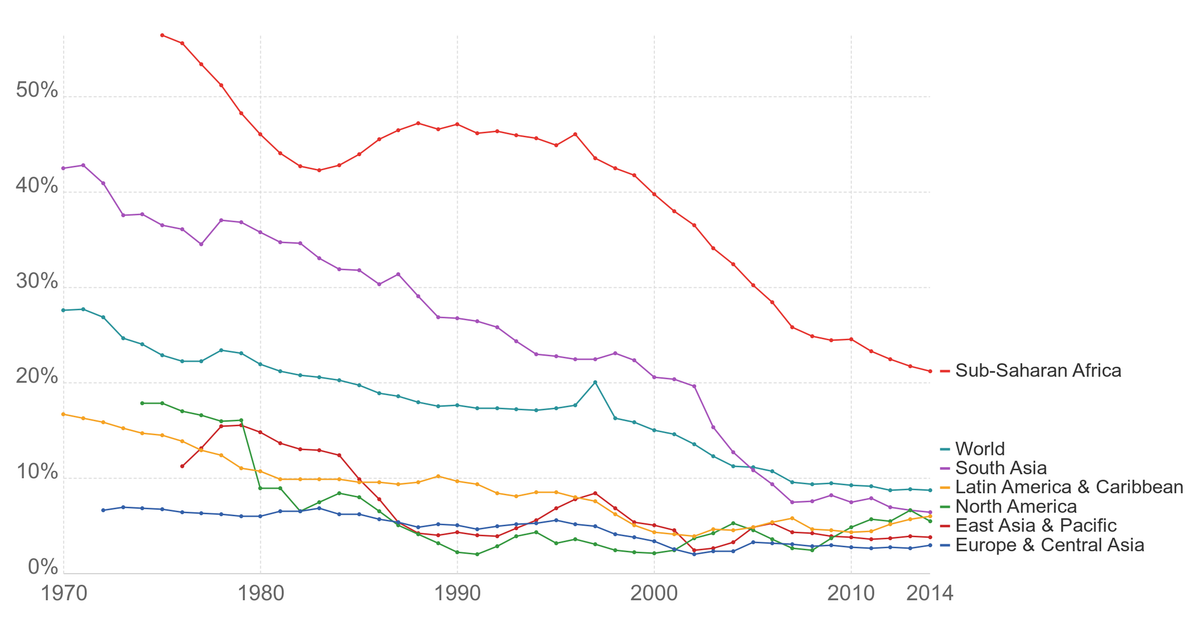 50%
40%
30%
20%
10%
0%
1970 1980 1990 2000 2010 2014
Sub-Saharan Africa
World
South Asia
Latin America & Caribbean
North America
East Asia & Pacific
Europe & Central Asia